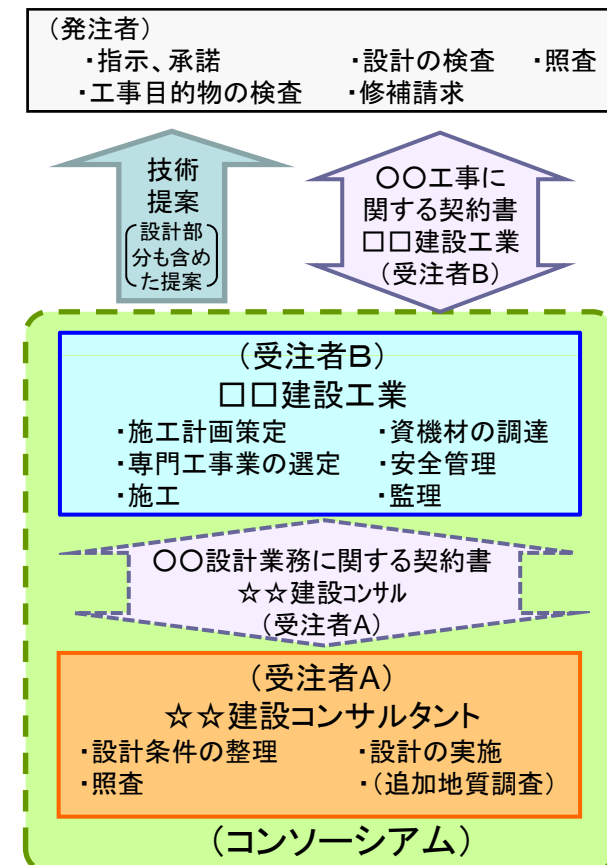 (発注者)
・指示、承諾 ・設計の検査 ・照査
・工事目的物の検査 ・修補請求
技術
提案
設計部
分も含め
た提案
〇〇工事に
関する契約書
□□建設工業
(受注者B)
(受注者B)
□□建設工業
・施工計画策定 ・資機材の調達
・専門工事業の選定 ・安全管理
・施工 ・監理
〇〇設計業務に関する契約書
☆☆建設コンサル
(受注者A)
(受注者A)
☆☆建設コンサルタント
・設計条件の整理 ・設計の実施
・照査 ・(追加地質調査)
(コンソーシアム)